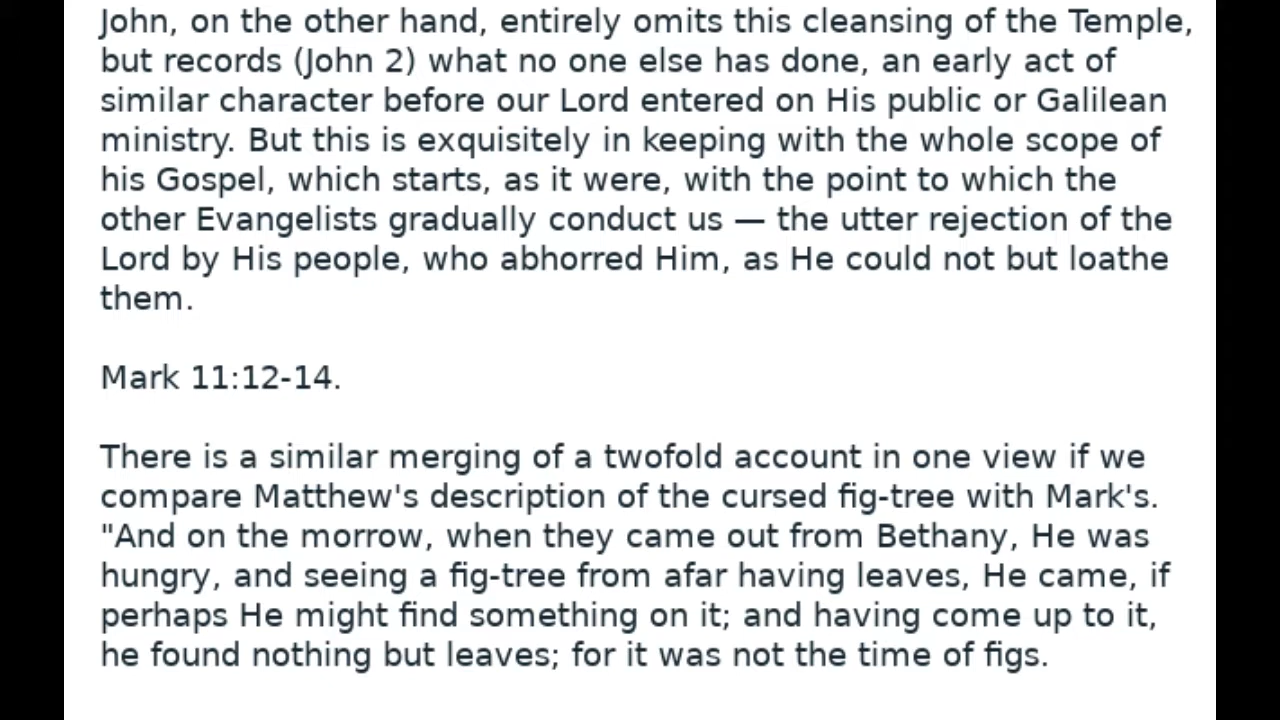 John, on the other hand, entirely omits this cleansing of the Temple,
but records (John 2) what no one else has done, an early act of
similar character before our Lord entered on His public or Galilean
ministry. But this is exquisitely in keeping with the whole scope of
his Gospel, which starts, as it were, with the point to which the
other Evangelists gradually conduct us — the utter rejection of the
Lord by His people, who abhorred Him, as He could not but loathe
them.
Mark 11:12-14.
There is a similar merging of a twofold account in one view if we
compare Matthew's description of the cursed fig-tree with Mark's.
"And on the morrow, when they came out from Bethany, He was
hungry, and seeing a fig-tree from afar having leaves, He came, if
perhaps He might find something on it; and having come up to it,
he found nothing but leaves; for it was not the time of figs.